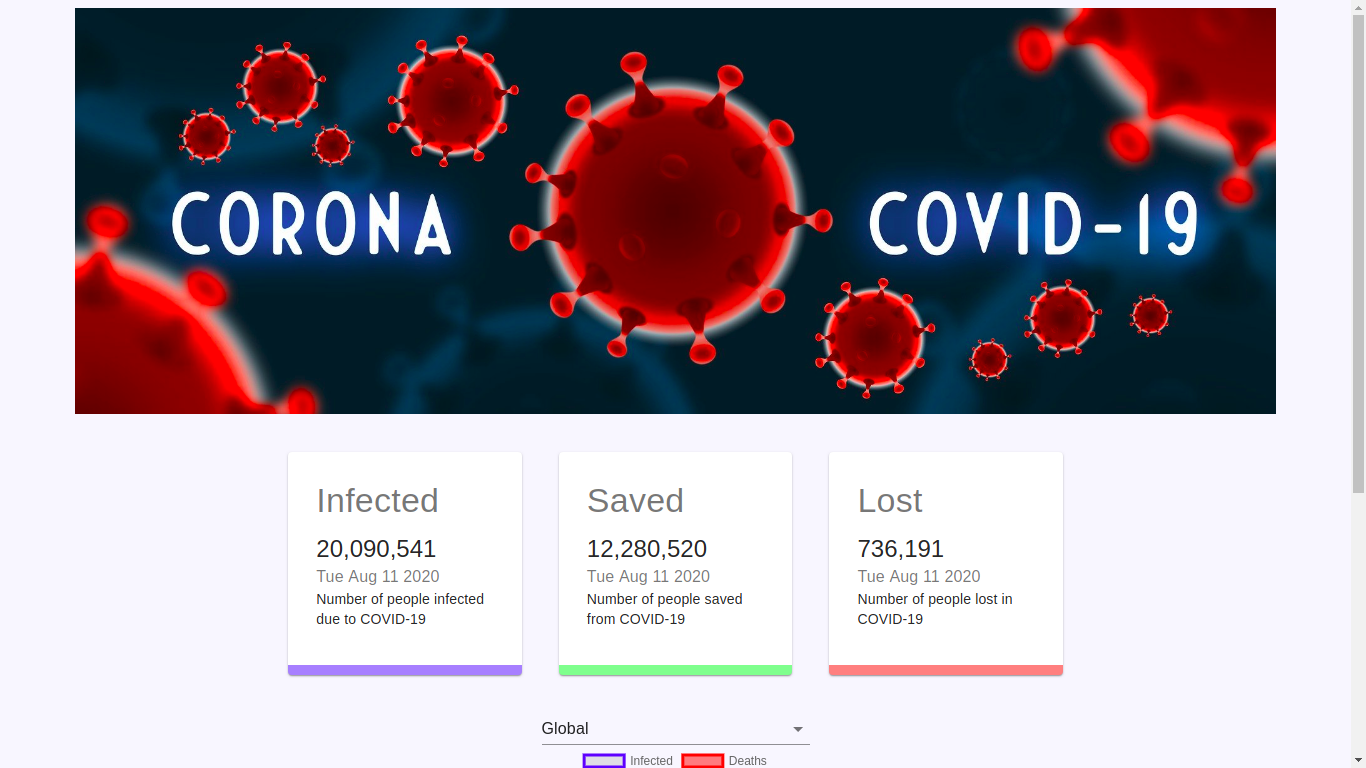 CORONA
COVID-19
Infected
20,090,541
Tue Aug 11 2020
Number of people infected
due to COVID-19
Saved
12,280,520
Tue Aug 11 2020
Number of people saved
from COVID-19
Lost
736,191
Tue Aug 11 2020
Number of people lost in
COVID-19
Global
Infected
Deaths